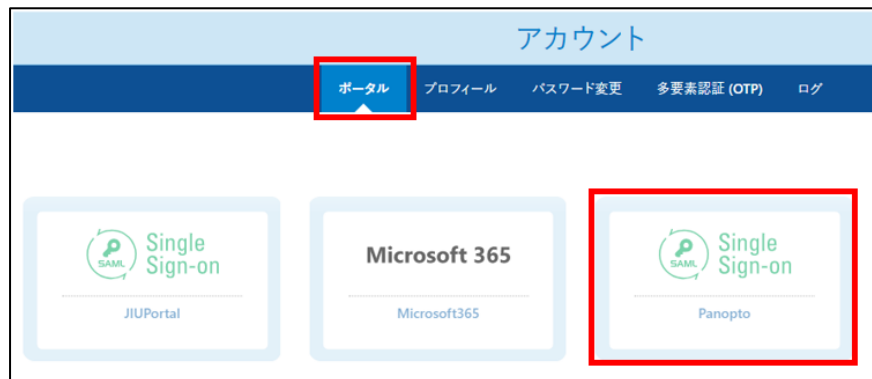 アカウント
ポータル プロフィール パスワード変更 多要素認証 (OTP) ログ
SAML Single Sign-on
JIUPortal
Microsoft 365
Microsoft365
SAML Single Sign-on
Panopto